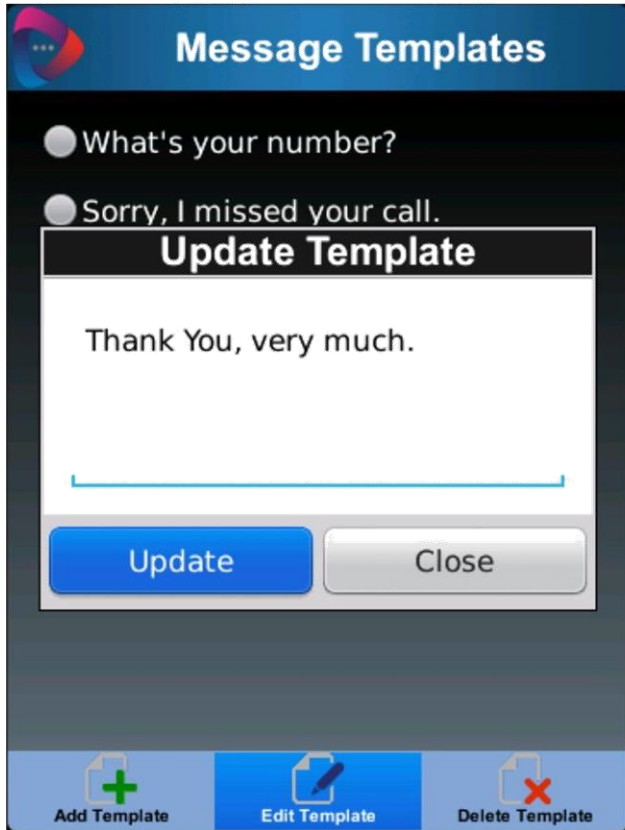 Message Templates
What's your number?
Sorry, I missed your call.
Update Template
Thank You, very much.
Update Close
Add Template Edit Template Delete Template